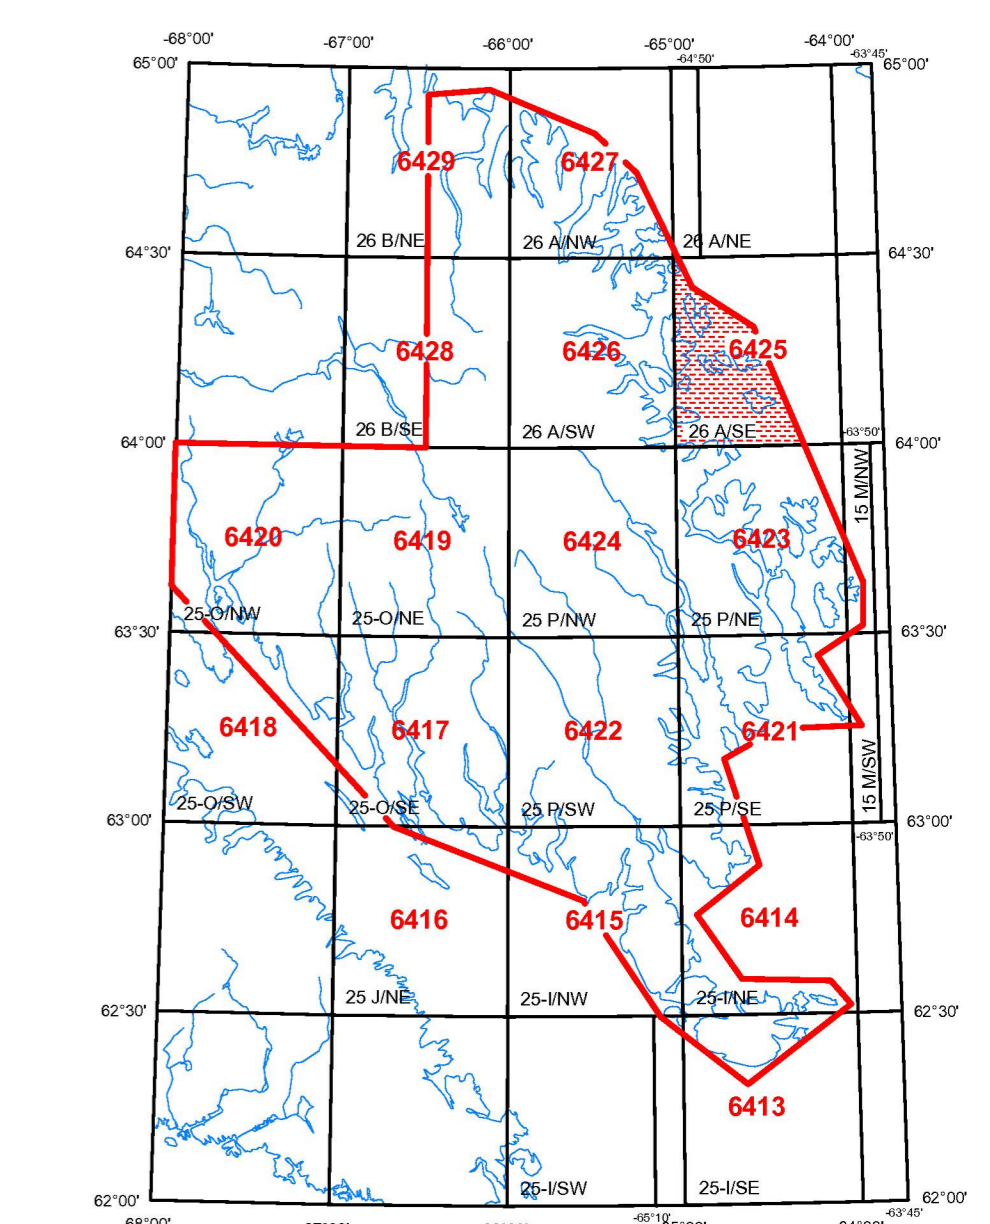 -68°00' -67°00' -66°00' -65°00' -64°00'
-64°50' -63°45'
65°00' 65°00'
6429 6427
26 B/NE 26 A/NW 26 A/NE
64°30' 64°30'
6428 6426 6425
26 B/SE 26 A/SW 26 A/SE -63°50'
64°00' 64°00'
15 M/NW
6420 6419 6424 6423
25-O/NW 25-O/NE 25 P/NW 25 P/NE
63°30' 63°30'
6418 6417 6422 6421
15 M/SW
25-O/SW 25-O/SE 25 P/SW 25 P/SE
63°00' 63°00'
-63°50'
6416 6415 6414
25 J/NE 25-I/NW 25-I/NE
62°30' 62°30'
6413
25-I/SW 25-I/SE
62°00' 62°00'
-65°10' -63°45'